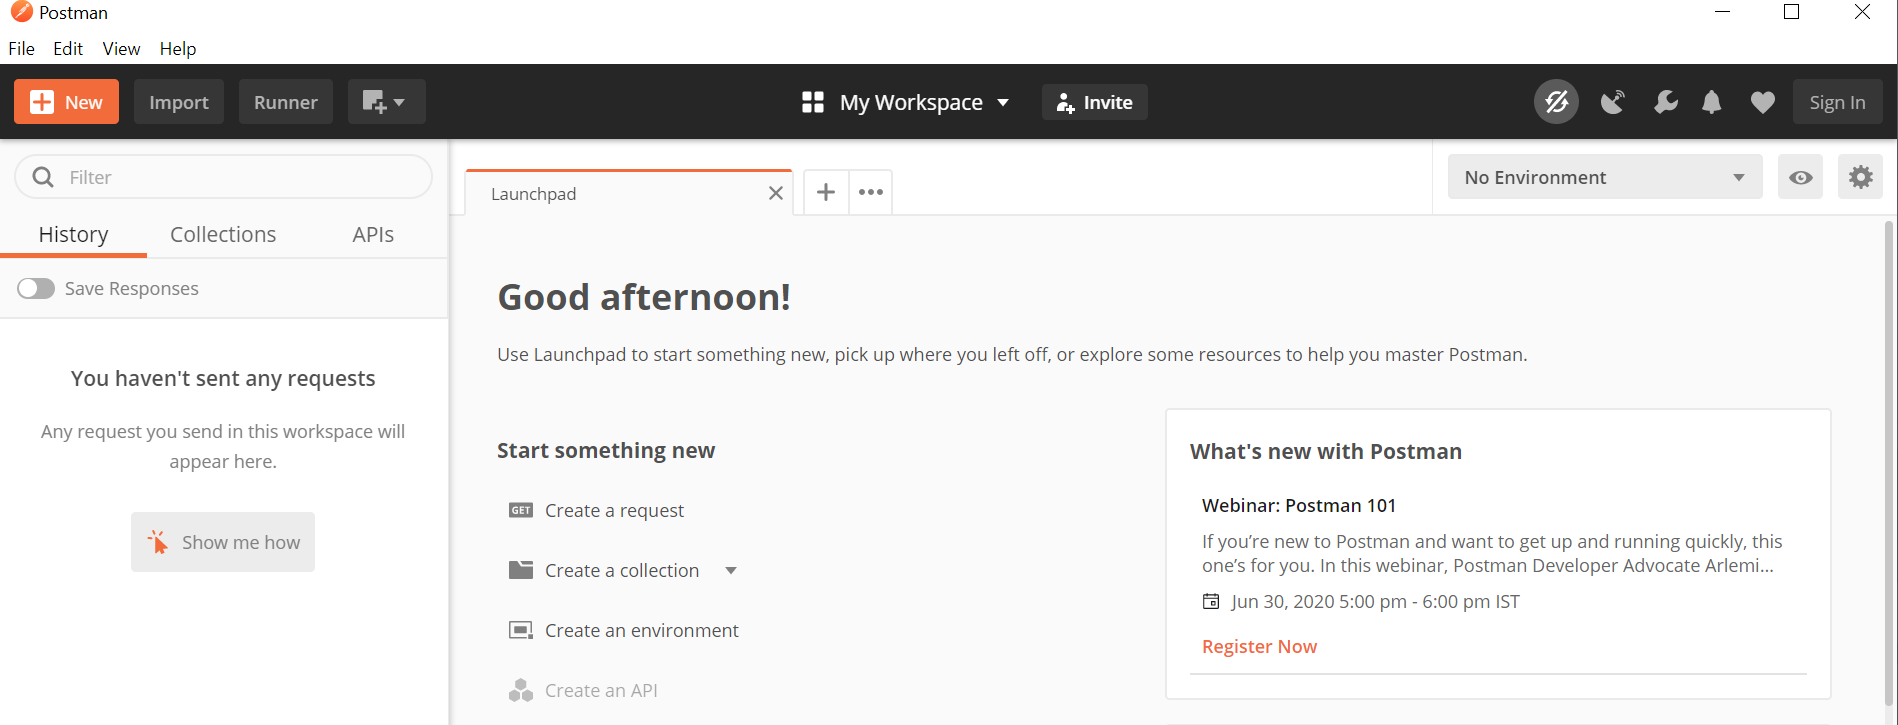 Postman
File Edit View Help
New Import Runner My Workspace Invite Sign In
Filter
Launchpad
No Environment
History Collections APIs
Save Responses
You haven't sent any requests
Any request you send in this workspace will
appear here.
Show me how
Good afternoon!
Use Launchpad to start something new, pick up where you left off, or explore some resources to help you master Postman.
Start something new
GET Create a request
Create a collection
Create an environment
Create an API
What's new with Postman
Webinar: Postman 101
If you’re new to Postman and want to get up and running quickly, this
one’s for you. In this webinar, Postman Developer Advocate Arlemi...
Jun 30, 2020 5:00 pm - 6:00 pm IST
Register Now